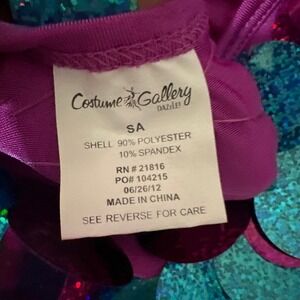 Costume Gallery
DAZZLE!
SA
SHELL 90% POLYESTER
10% SPANDEX
RN # 21816
PO# 104215
06/26/12
MADE IN CHINA
SEE REVERSE FOR CARE